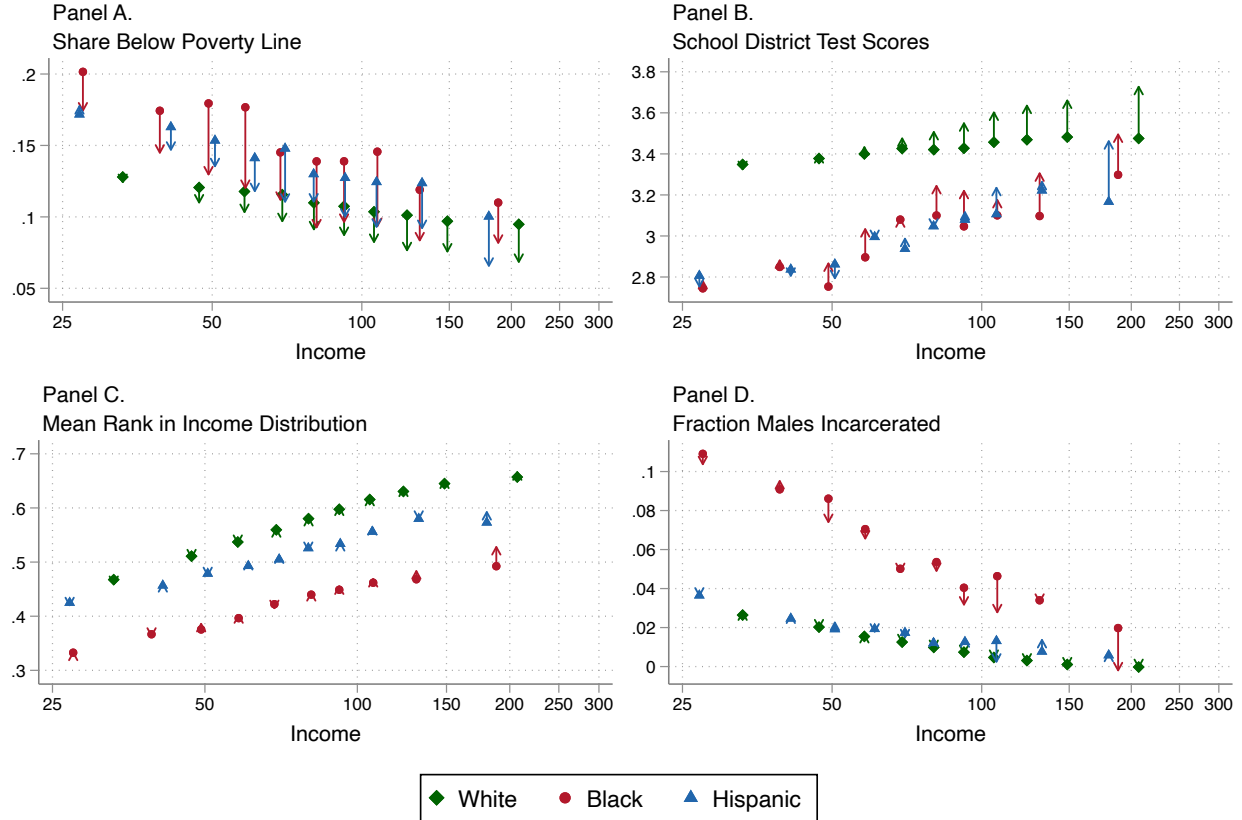 Panel A.
Share Below Poverty Line
.2
.15
.1
.05
25 50 100 150 200 250 300
Income
Panel B.
School District Test Scores
3.8
3.6
3.4
3.2
3
2.8
25 50 100 150 200 250 300
Income
Panel C.
Mean Rank in Income Distribution
.7
.6
.5
.4
.3
25 50 100 150 200 250 300
Income
Panel D.
Fraction Males Incarcerated
.1
.08
.06
.04
.02
0
25 50 100 150 200 250 300
Income
White Black Hispanic